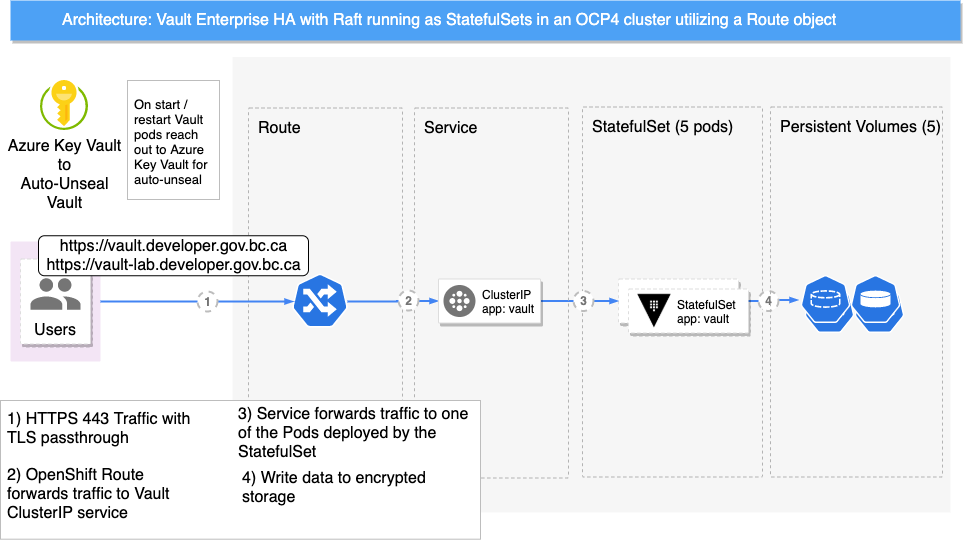 Architecture: Vault Enterprise HA with Raft running as StatefulSets in an OCP4 cluster utilizing a Route object
Azure Key Vault
to
Auto-Unseal
Vault
On start /
restart Vault
pods reach
out to Azure
Key Vault for
auto-unseal
Route
Service
StatefulSet (5 pods)
Persistent Volumes (5)
https://vault.developer.gov.bc.ca
https://vault-lab.developer.gov.bc.ca
Users
1
2
ClusterIP
app: vault
3
StatefulSet
app: vault
4
1) HTTPS 443 Traffic with
TLS passthrough
2) OpenShift Route
forwards traffic to Vault
ClusterIP service
3) Service forwards traffic to one
of the Pods deployed by the
StatefulSet
4) Write data to encrypted
storage